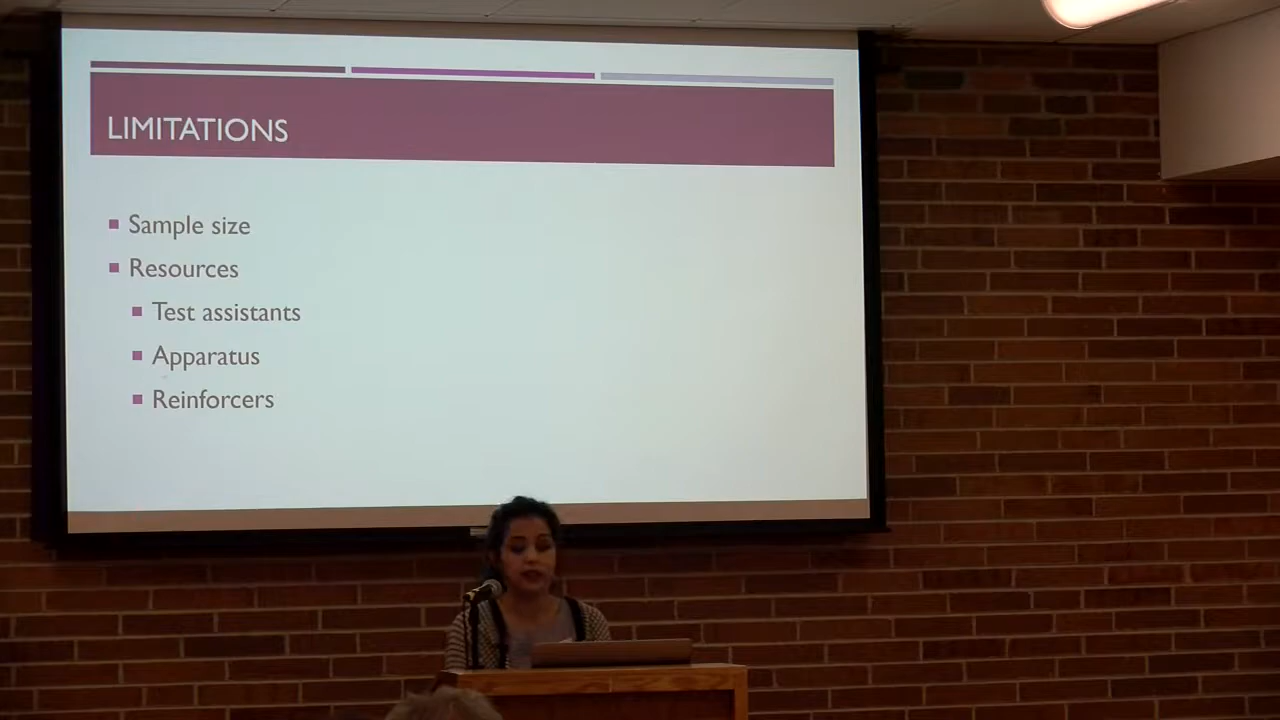 LIMITATIONS
Sample size
Resources
Test assistants
Apparatus
Reinforcers